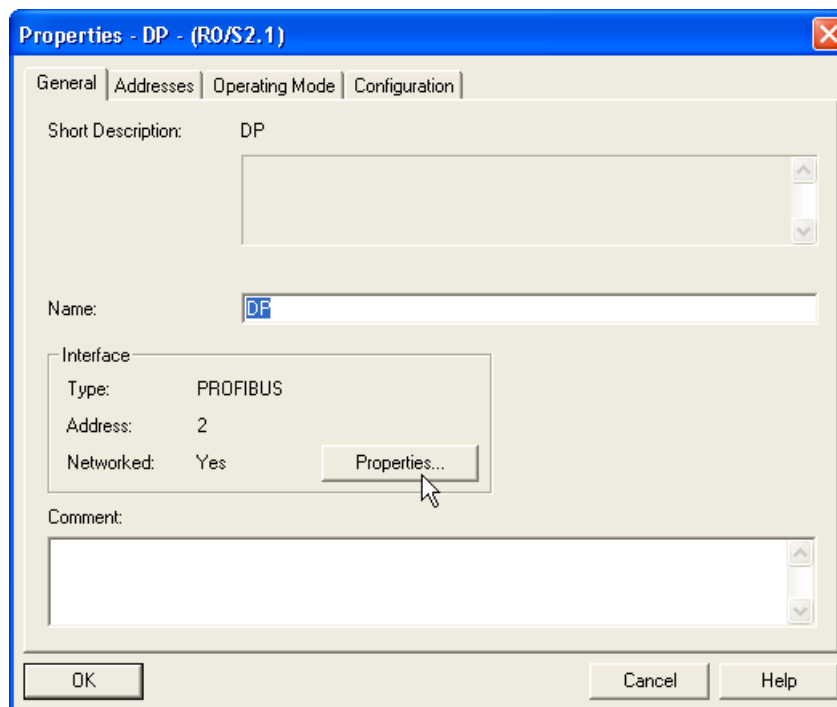 Properties - DP - (R0/S2.1)
General Addresses Operating Mode Configuration
Short Description: DP
Name: DP
Interface
Type: PROFIBUS
Address: 2
Networked: Yes Properties...
Comment:
OK Cancel Help